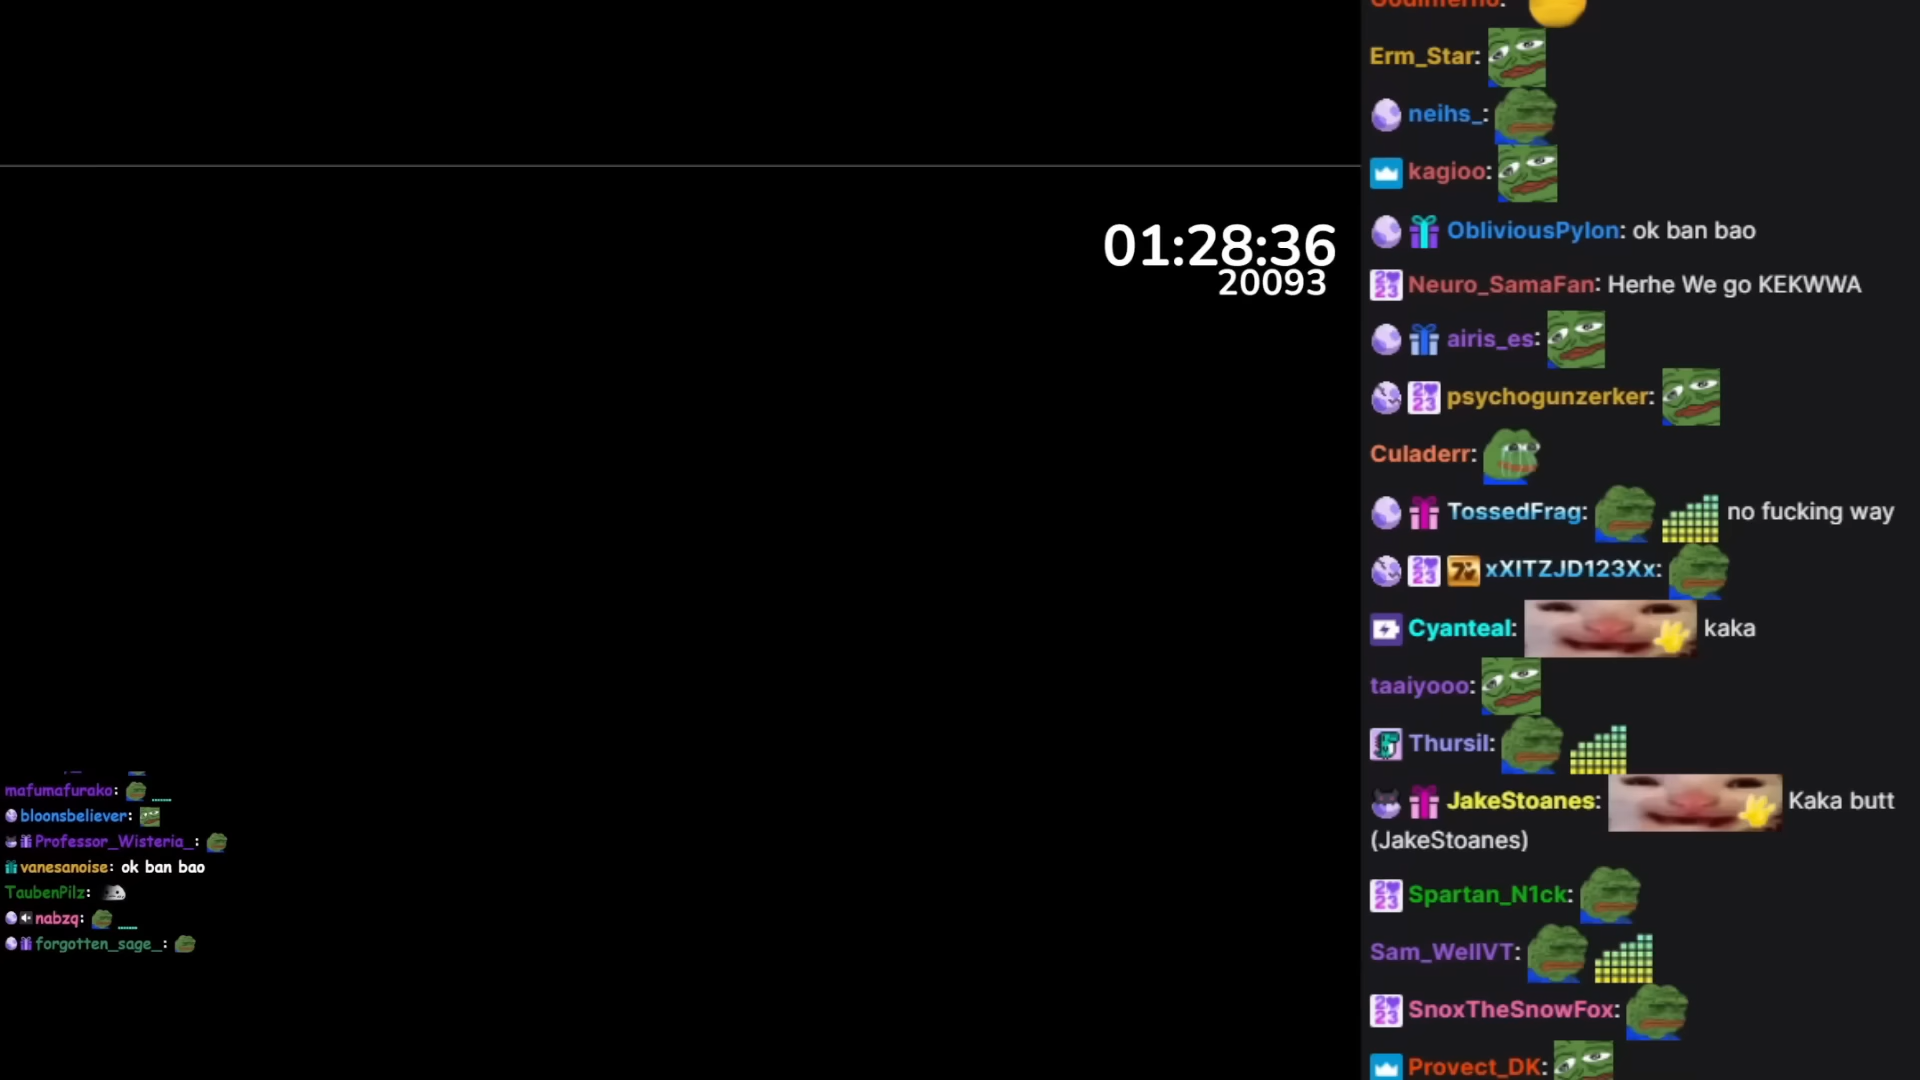 01:28:36
20093
mafumafurako:
bloonsbeliever:
Professor_Wisteria_:
vanesanoise: ok ban bao
TaubenPilz:
nabzq:
forgotten_sage_:
Godinferno:
Erm_Star:
neihs_:
kagioo:
ObliviousPylon: ok ban bao
Neuro_SamaFan: Herhe We go KEKWWA
airis_es:
psychogunzerker:
Culaderr:
TossedFrag: no fucking way
xXITZJD123Xx:
Cyanteal: kaka
taaiyooo:
Thursil:
JakeStoanes: Kaka butt
(JakeStoanes)
Spartan_N1ck:
Sam_WellVT:
SnoxTheSnowFox:
Provect_DK: